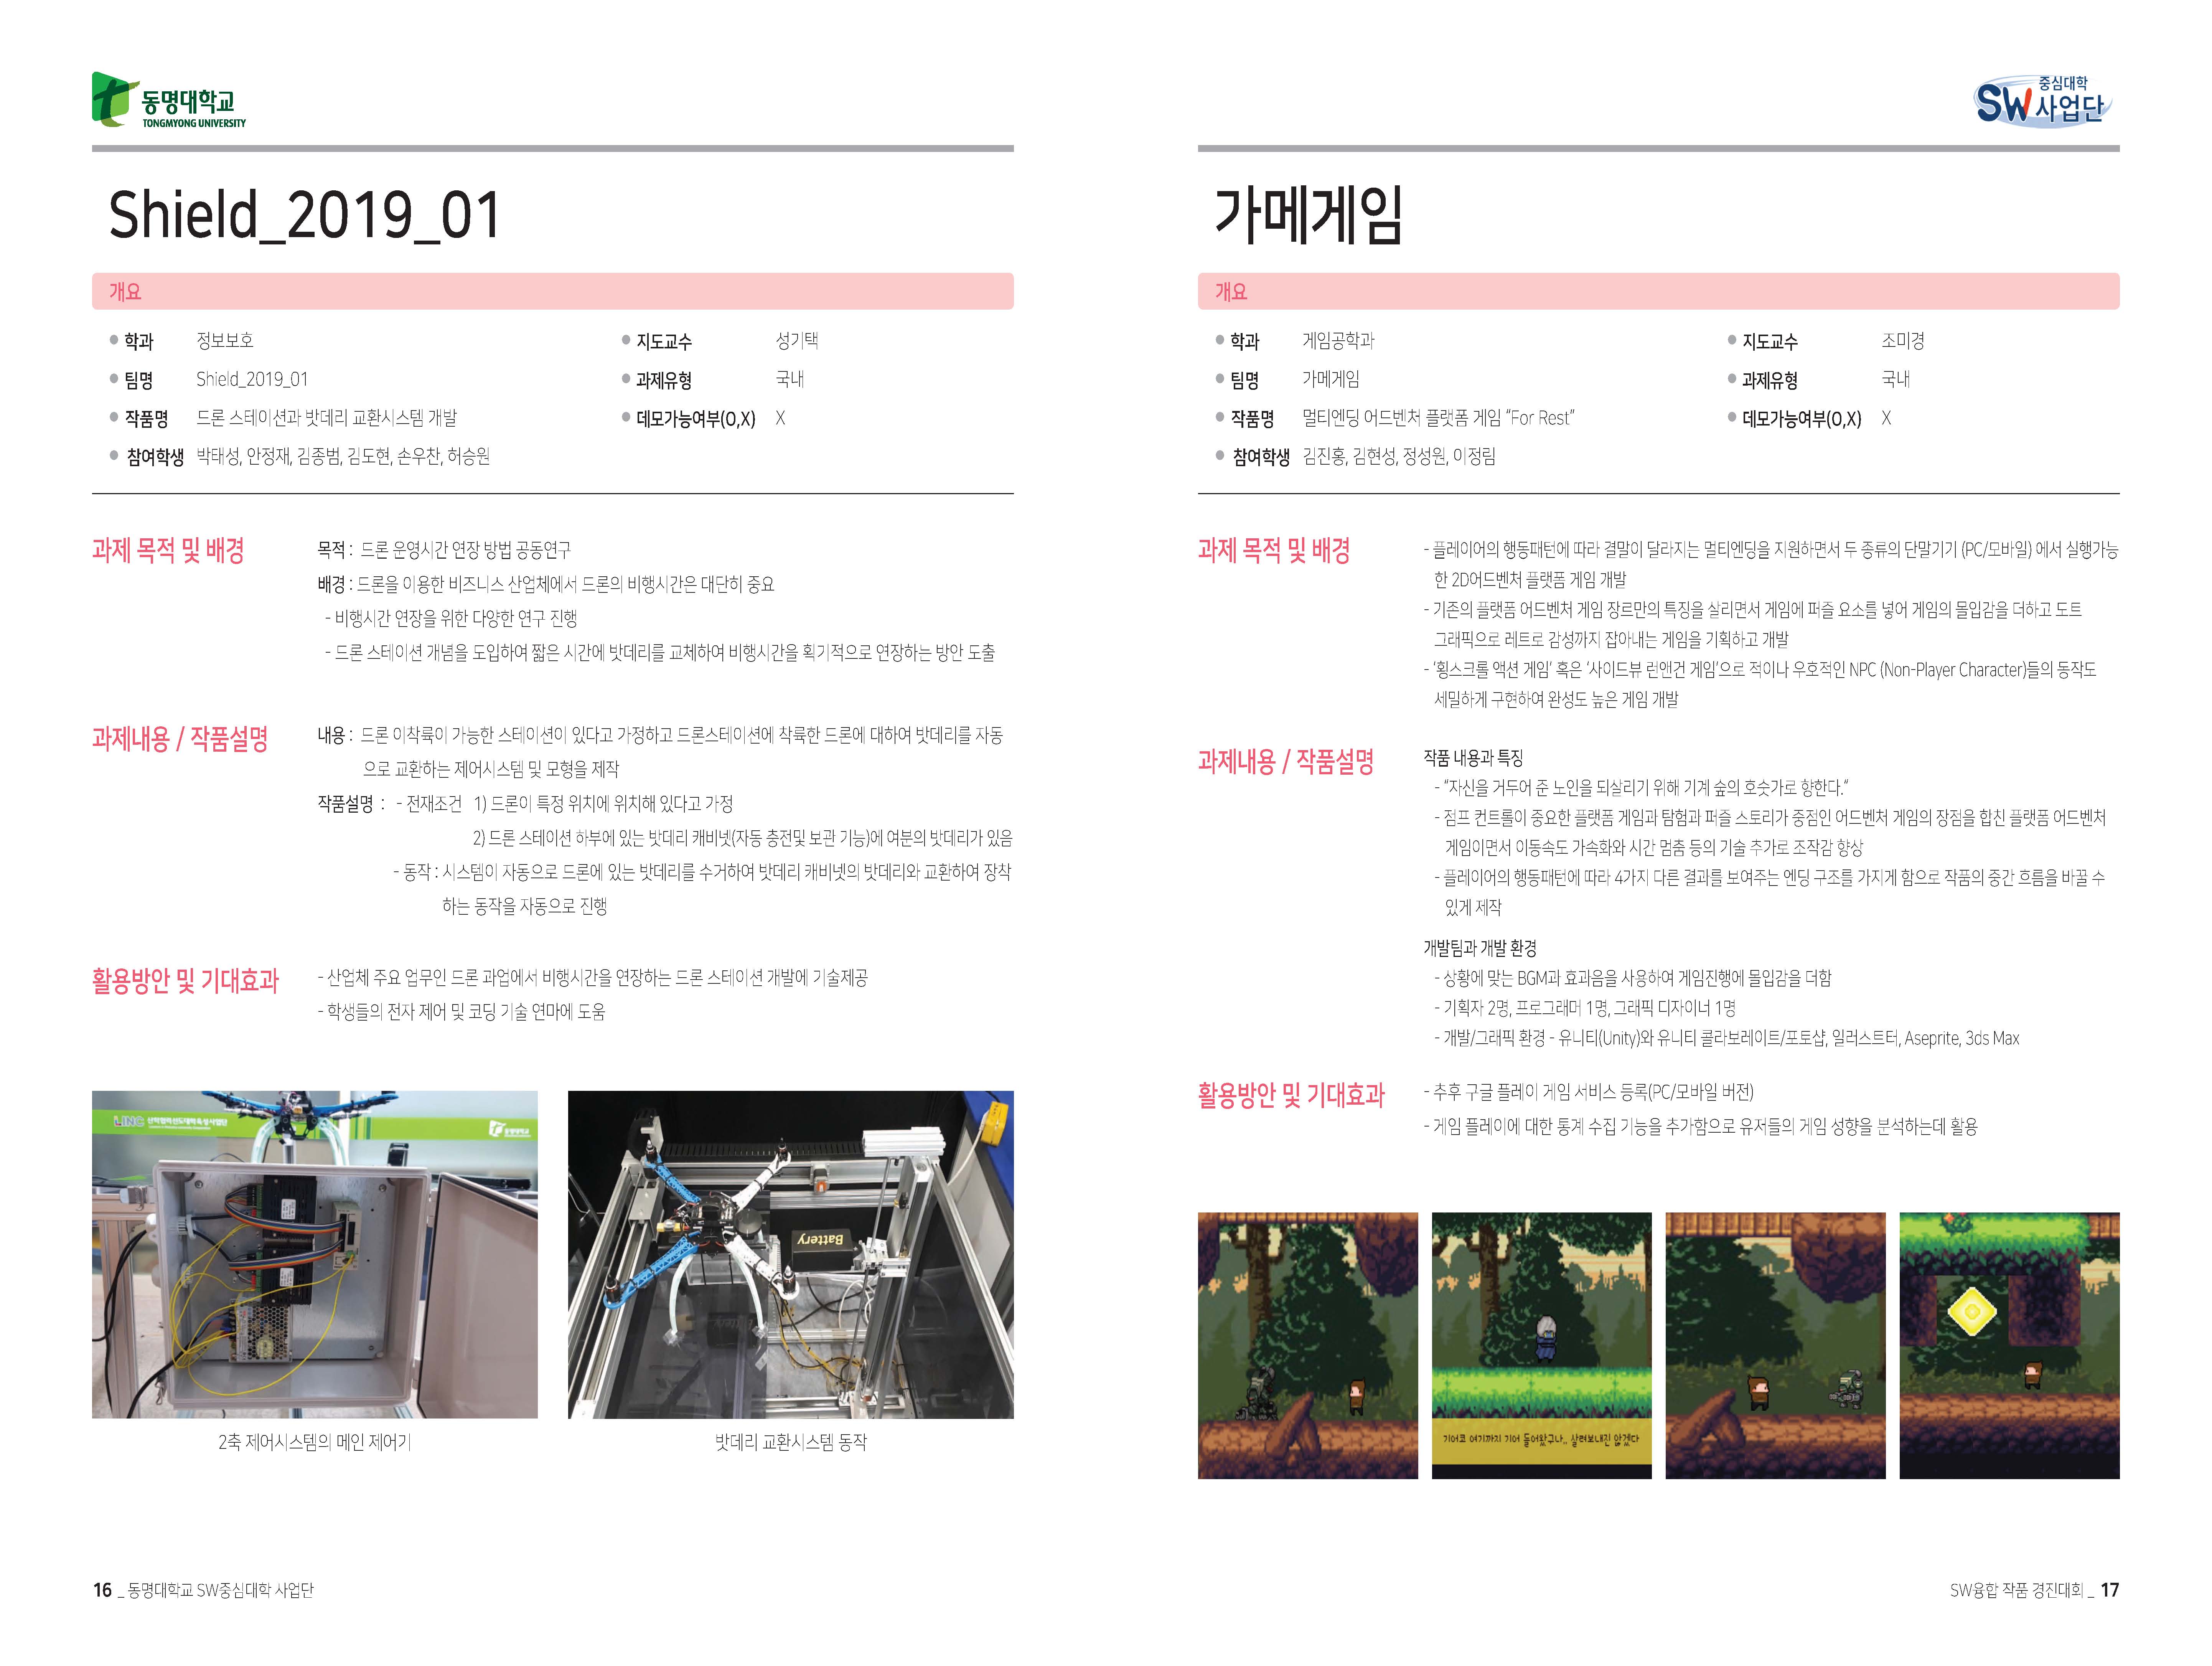 동명대학교
TONGMYONG UNIVERSITY
Shield_2019_01
개요
학과 정보보호
지도교수 성기택
팀명 Shield_2019_01
과제유형 국내
작품명 드론 스테이션과 밧데리 교환시스템 개발
데모가능여부(O,X) X
참여학생 박태성, 안정재, 김종범, 김도현, 손우찬, 허승원
과제 목적 및 배경
목적 : 드론 운영시간 연장 방법 공동연구
배경 : 드론을 이용한 비즈니스 산업체에서 드론의 비행시간은 대단히 중요
- 비행시간 연장을 위한 다양한 연구 진행
- 드론 스테이션 개념을 도입하여 짧은 시간에 밧데리를 교체하여 비행시간을 획기적으로 연장하는 방안 도출
과제내용 / 작품설명
내용 : 드론 이착륙이 가능한 스테이션이 있다고 가정하고 드론스테이션에 착륙한 드론에 대하여 밧데리를 자동
으로 교환하는 제어시스템 및 모형을 제작
작품설명 : - 전재조건 1) 드론이 특정 위치에 위치해 있다고 가정
2) 드론 스테이션 하부에 있는 밧데리 캐비넷(자동 충전및 보관 기능)에 여분의 밧데리가 있음
- 동작 : 시스템이 자동으로 드론에 있는 밧데리를 수거하여 밧데리 캐비넷의 밧데리와 교환하여 장착
하는 동작을 자동으로 진행
활용방안 및 기대효과
- 산업체 주요 업무인 드론 과업에서 비행시간을 연장하는 드론 스테이션 개발에 기술제공
- 학생들의 전자 제어 및 코딩 기술 연마에 도움
LINC 산학협력선도대학육성사업단
동명대학교
Battery
2축 제어시스템의 메인 제어기
밧데리 교환시스템 동작
16 _ 동명대학교 SW중심대학 사업단
중심대학
SW사업단
가메게임
개요
학과 게임공학과
지도교수 조미경
팀명 가메게임
과제유형 국내
작품명 멀티엔딩 어드벤처 플랫폼 게임 “For Rest”
데모가능여부(O,X) X
참여학생 김진홍, 김현성, 정성원, 이정림
과제 목적 및 배경
- 플레이어의 행동패턴에 따라 결말이 달라지는 멀티엔딩을 지원하면서 두 종류의 단말기기 (PC/모바일) 에서 실행가능
한 2D어드벤처 플랫폼 게임 개발
- 기존의 플랫폼 어드벤처 게임 장르만의 특징을 살리면서 게임에 퍼즐 요소를 넣어 게임의 몰입감을 더하고 도트
그래픽으로 레트로 감성까지 잡아내는 게임을 기획하고 개발
- ‘횡스크롤 액션 게임’ 혹은 ‘사이드뷰 런앤건 게임’으로 적이나 우호적인 NPC (Non-Player Character)들의 동작도
세밀하게 구현하여 완성도 높은 게임 개발
과제내용 / 작품설명
작품 내용과 특징
- “자신을 거두어 준 노인을 되살리기 위해 기계 숲의 호숫가로 향한다.“
- 점프 컨트롤이 중요한 플랫폼 게임과 탐험과 퍼즐 스토리가 중점인 어드벤처 게임의 장점을 합친 플랫폼 어드벤처
게임이면서 이동속도 가속화와 시간 멈춤 등의 기술 추가로 조작감 향상
- 플레이어의 행동패턴에 따라 4가지 다른 결과를 보여주는 엔딩 구조를 가지게 함으로 작품의 중간 흐름을 바꿀 수
있게 제작
개발팀과 개발 환경
- 상황에 맞는 BGM과 효과음을 사용하여 게임진행에 몰입감을 더함
- 기획자 2명, 프로그래머 1명, 그래픽 디자이너 1명
- 개발/그래픽 환경 - 유니티(Unity)와 유니티 콜라보레이트/포토샵, 일러스트터, Aseprite, 3ds Max
활용방안 및 기대효과
- 추후 구글 플레이 게임 서비스 등록(PC/모바일 버전)
- 게임 플레이에 대한 통계 수집 기능을 추가함으로 유저들의 게임 성향을 분석하는데 활용
기어코 여기까지 기어 들어왔구나.. 살려보내진 않겠다
SW융합 작품 경진대회 _ 17